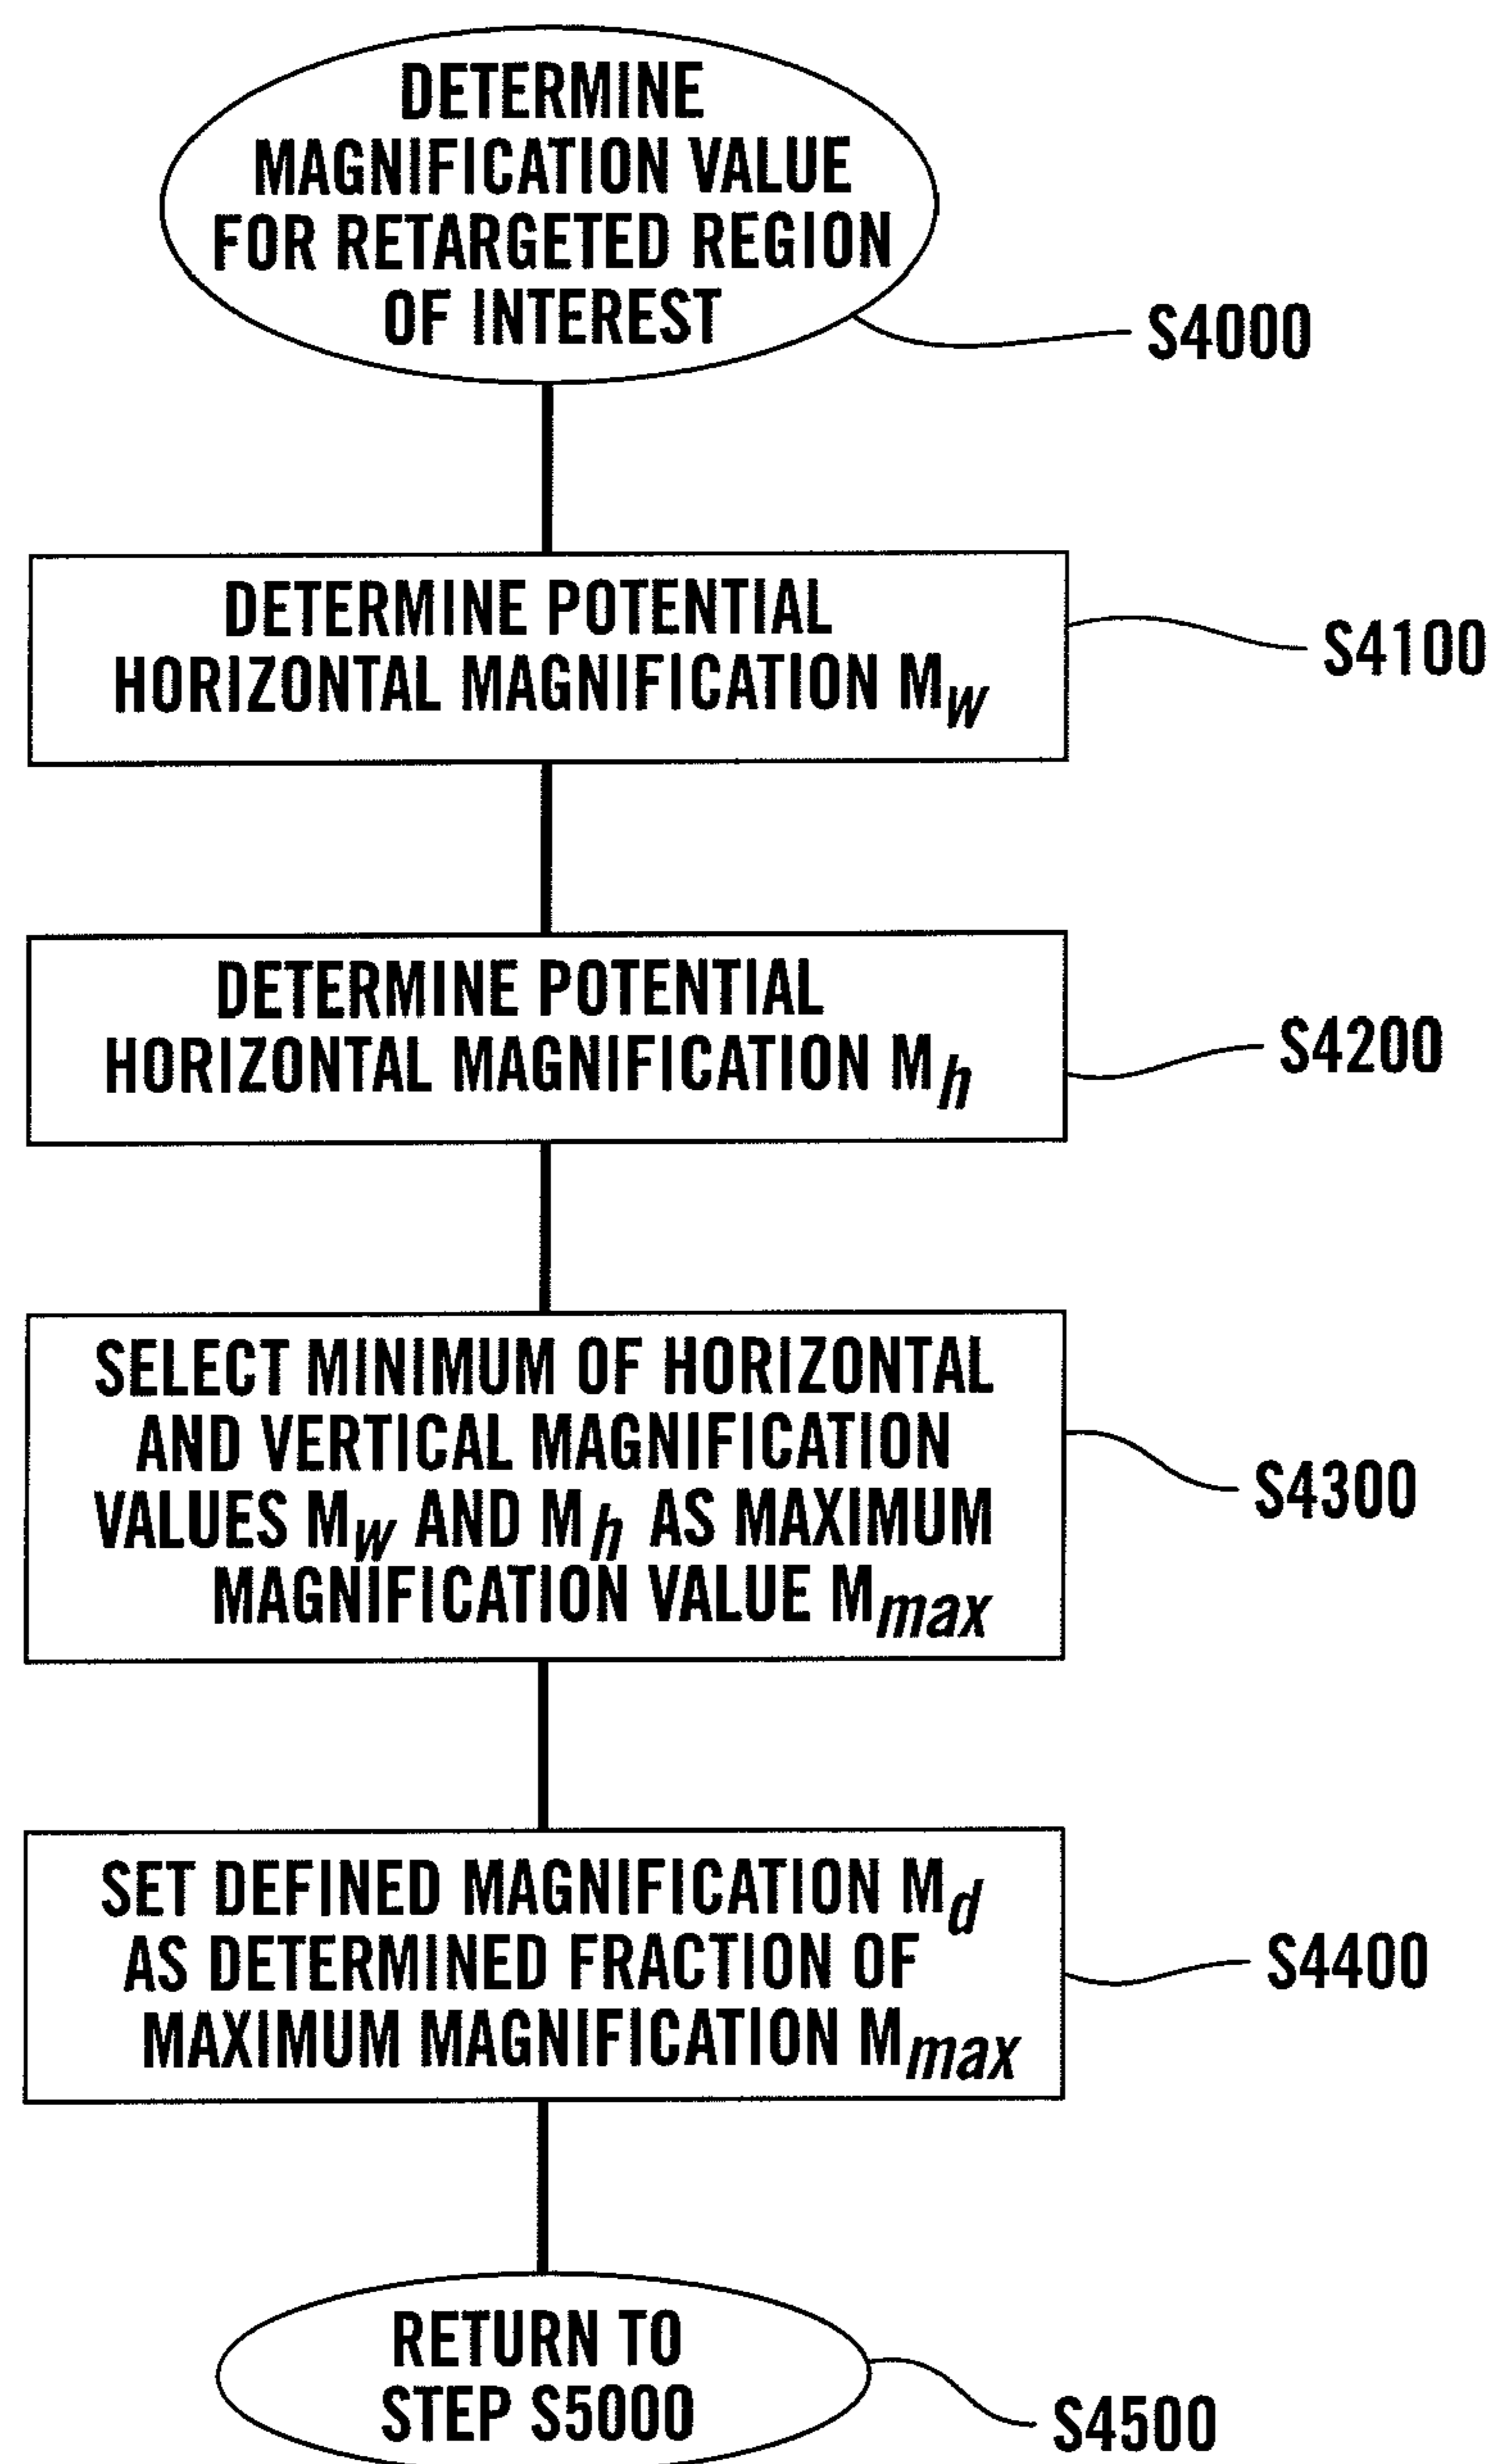 DETERMINE
MAGNIFICATION VALUE
FOR RETARGETED REGION
OF INTEREST
S4000
DETERMINE POTENTIAL
HORIZONTAL MAGNIFICATION Mw
S4100
DETERMINE POTENTIAL
HORIZONTAL MAGNIFICATION Mh
S4200
SELECT MINIMUM OF HORIZONTAL
AND VERTICAL MAGNIFICATION
VALUES Mw AND Mh AS MAXIMUM
MAGNIFICATION VALUE Mmax
S4300
SET DEFINED MAGNIFICATION Md
AS DETERMINED FRACTION OF
MAXIMUM MAGNIFICATION Mmax
S4400
RETURN TO
STEP S5000
S4500